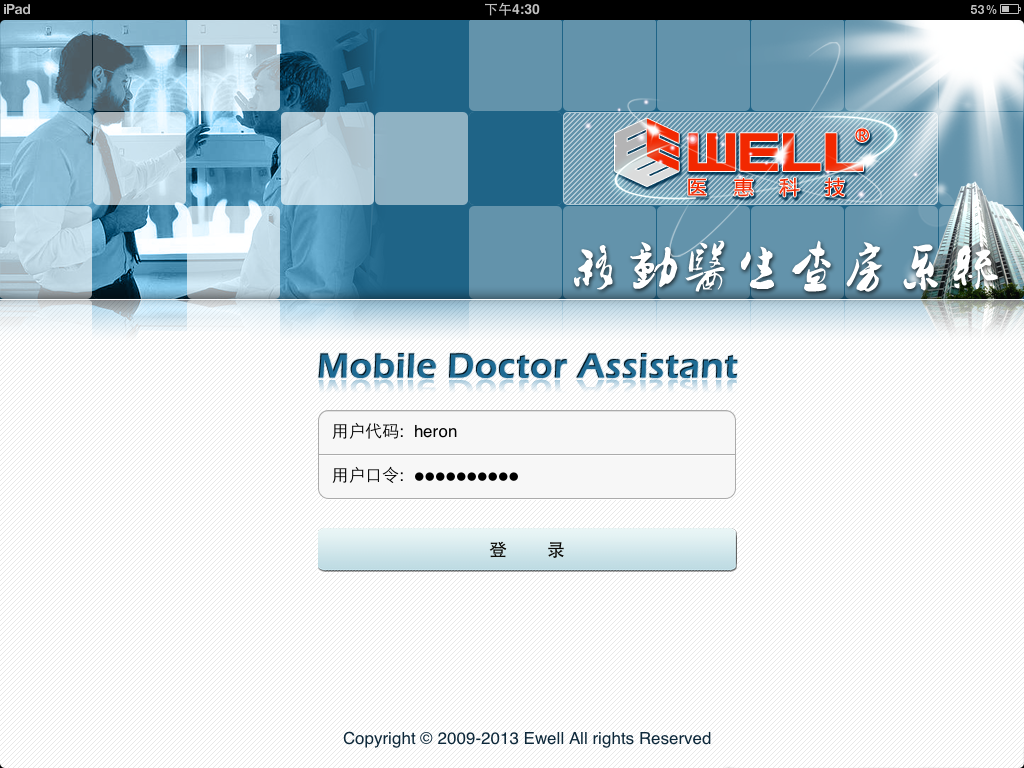 iPad
下午4:30
53%
EWELL®
医惠科技
移動醫生查房系統
Mobile Doctor Assistant
用户代码: heron
用户口令: ●●●●●●●●●●
登 录
Copyright © 2009-2013 Ewell All rights Reserved